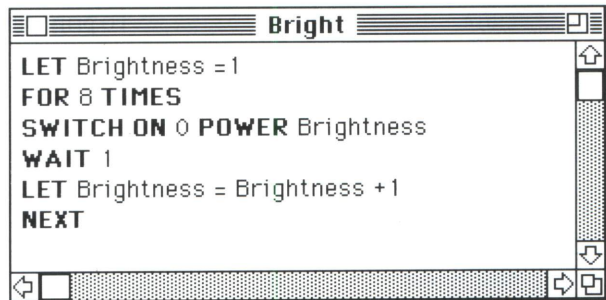 Bright
LET Brightness =1
FOR 8 TIMES
SWITCH ON 0 POWER Brightness
WAIT 1
LET Brightness = Brightness +1
NEXT